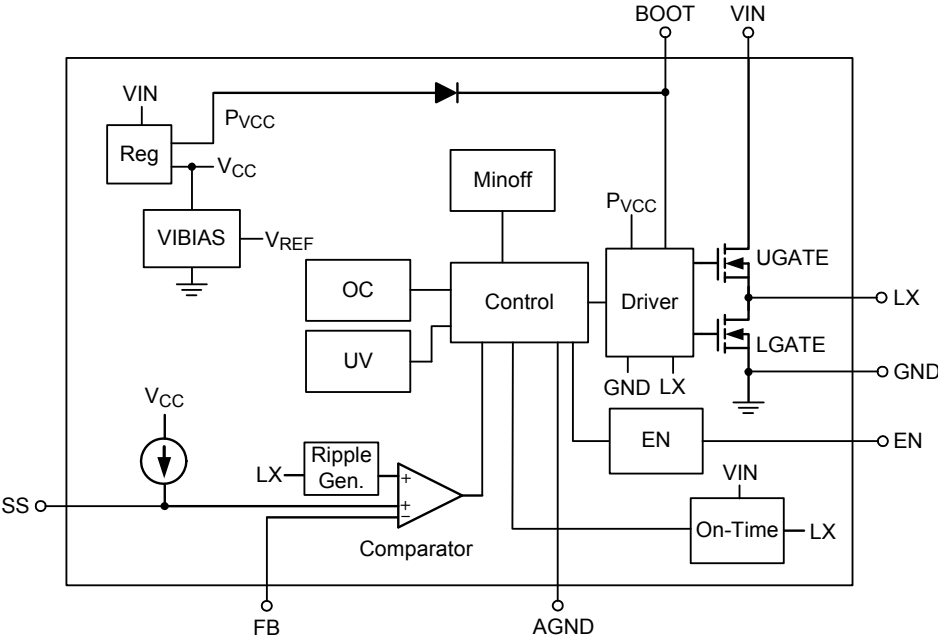 BOOT VIN
VIN
PVCC
Reg
VCC
Minoff
PVCC
VIBIAS
VREF
UGATE
OC
Control
Driver
LX
UV
LGATE
GND LX
GND
VCC
EN
EN
LX
Ripple
Gen.
+
VIN
SS
+
−
On-Time
LX
Comparator
FB
AGND